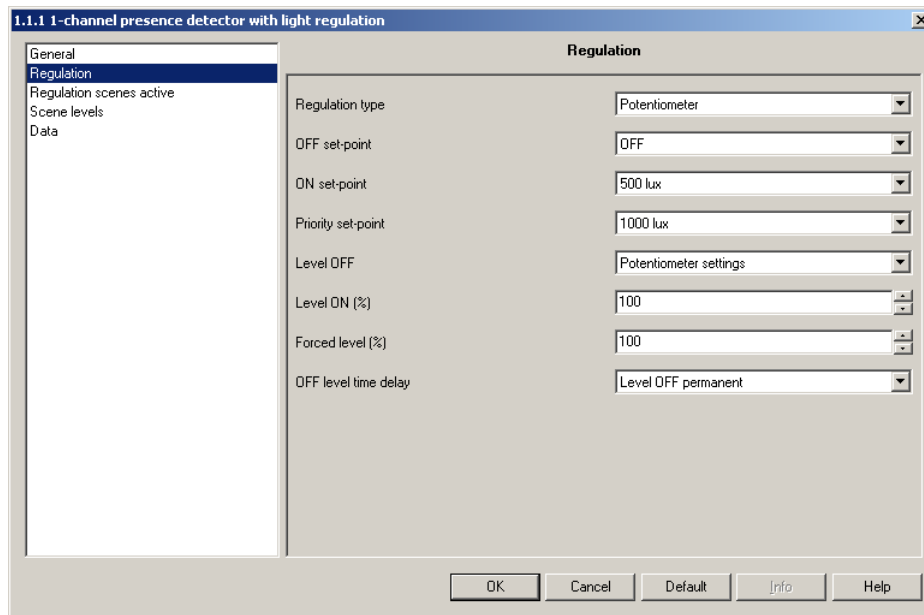 1.1.1 1-channel presence detector with light regulation
General
Regulation
Regulation scenes active
Scene levels
Data
Regulation
Regulation type Potentiometer
OFF set-point OFF
ON set-point 500 lux
Priority set-point 1000 lux
Level OFF Potentiometer settings
Level ON (%) 100
Forced level (%) 100
OFF level time delay Level OFF permanent
OK Cancel Default Info Help